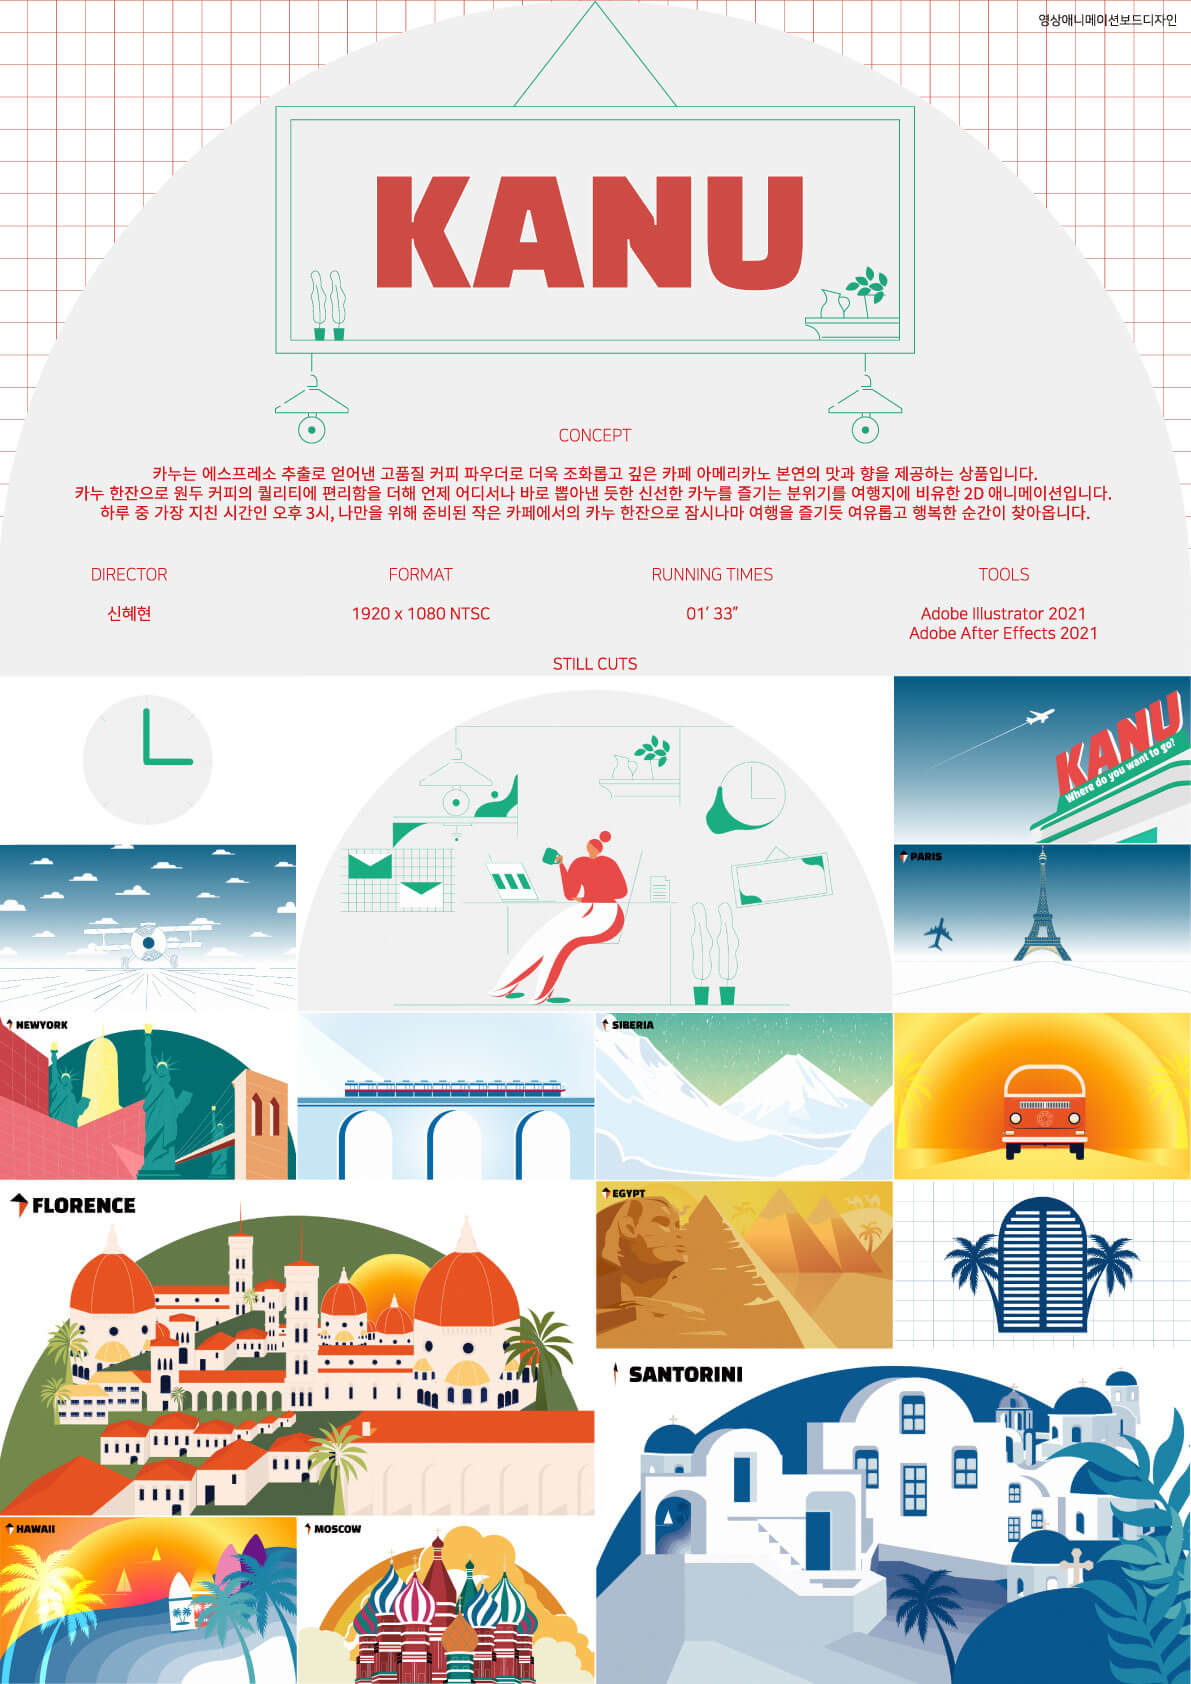 영상애니메이션보드디자인
KANU
CONCEPT
카누는 에스프레소 추출로 얻어낸 고품질 커피 파우더로 더욱 조화롭고 깊은 카페 아메리카노 본연의 맛과 향을 제공하는 상품입니다.
카누 한잔으로 원두 커피의 퀄리티에 편리함을 더해 언제 어디서나 바로 뽑아낸 듯한 신선한 카누를 즐기는 분위기를 여행지에 비유한 2D 애니메이션입니다.
하루 중 가장 지친 시간인 오후 3시, 나만을 위해 준비된 작은 카페에서의 카누 한잔으로 잠시나마 여행을 즐기듯 여유롭고 행복한 순간이 찾아옵니다.
DIRECTOR
신혜현
FORMAT
1920 x 1080 NTSC
RUNNING TIMES
01’ 33”
TOOLS
Adobe Illustrator 2021
Adobe After Effects 2021
STILL CUTS
KANU
Where do you want to go?
PARIS
NEWYORK
SIBERIA
FLORENCE
EGYPT
SANTORINI
HAWAII
MOSCOW